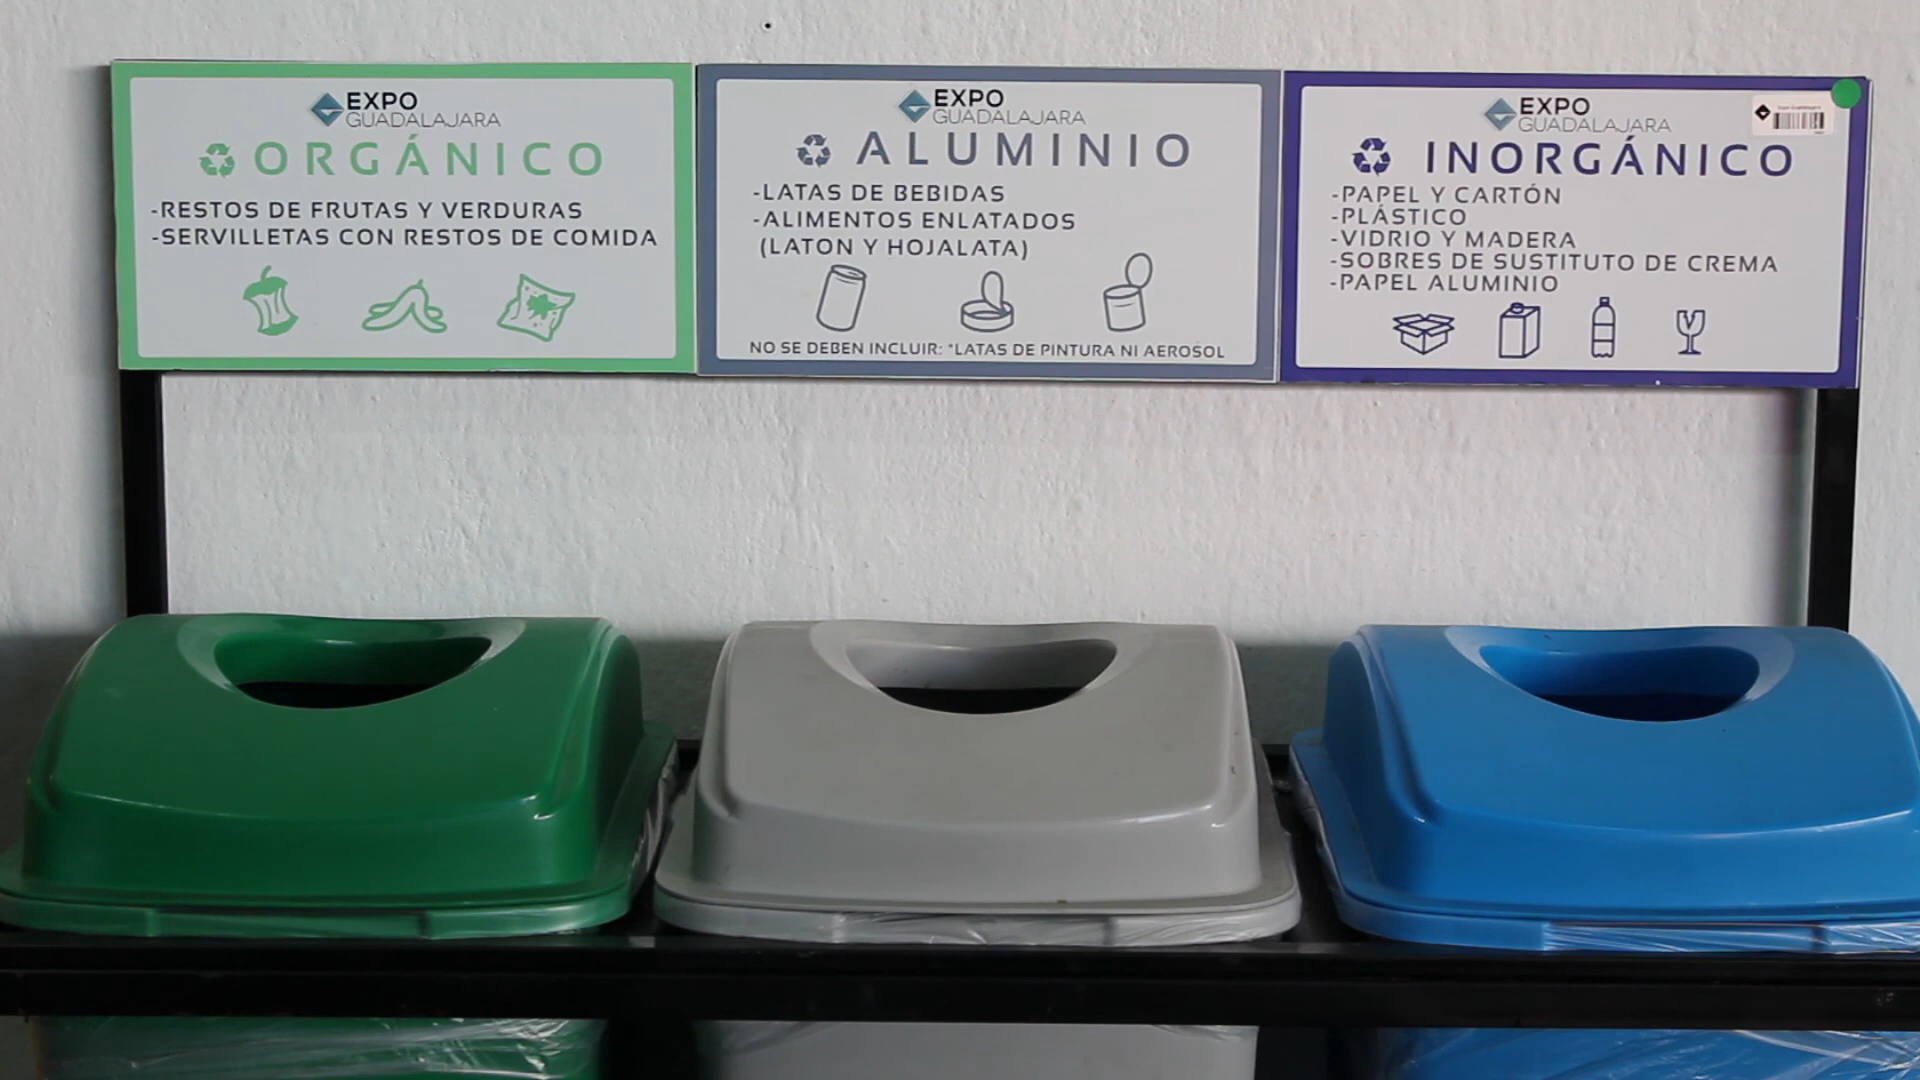 EXPO
GUADALAJARA
ORGÁNICO
-RESTOS DE FRUTAS Y VERDURAS
-SERVILLETAS CON RESTOS DE COMIDA
EXPO
GUADALAJARA
ALUMINIO
-LATAS DE BEBIDAS
-ALIMENTOS ENLATADOS
(LATON Y HOJALATA)
NO SE DEBEN INCLUIR: *LATAS DE PINTURA NI AEROSOL
EXPO
GUADALAJARA
INORGÁNICO
-PAPEL Y CARTÓN
-PLÁSTICO
-VIDRIO Y MADERA
-SOBRES DE SUSTITUTO DE CREMA
-PAPEL ALUMINIO